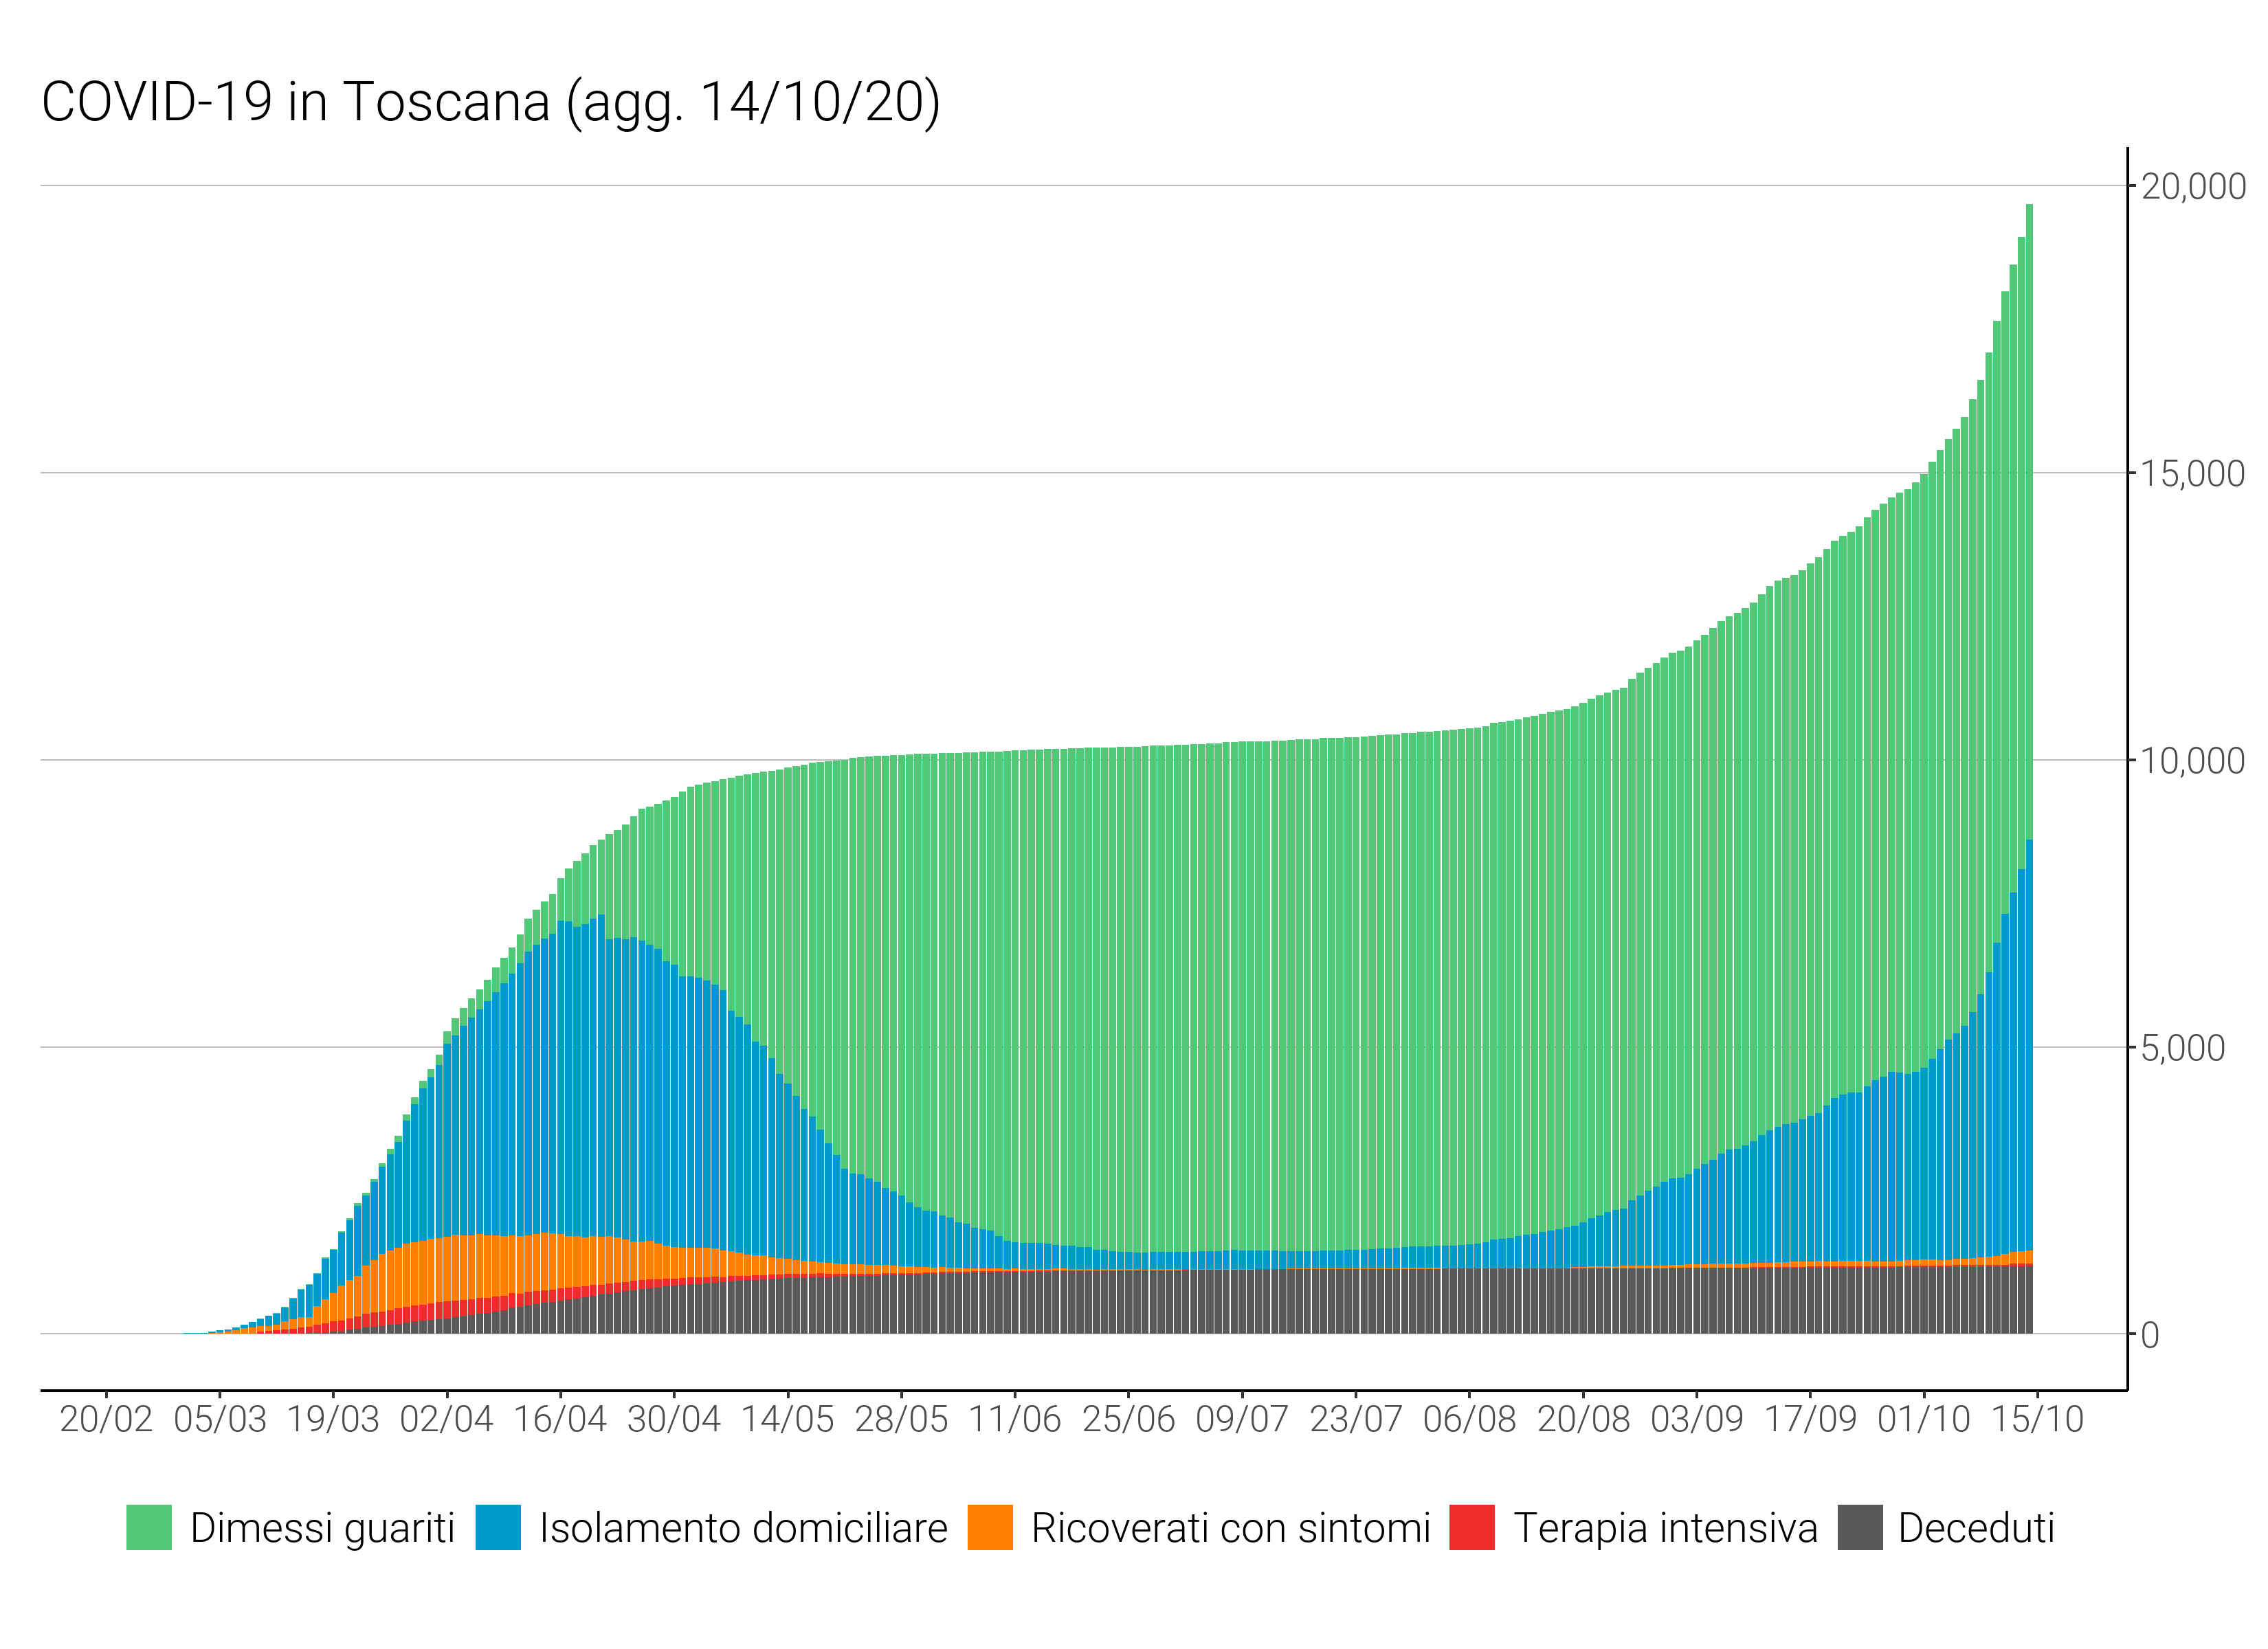 COVID-19 in Toscana (agg. 14/10/20)
20,000
15,000
10,000
5,000
0
20/02 05/03 19/03 02/04 16/04 30/04 14/05 28/05 11/06 25/06 09/07 23/07 06/08 20/08 03/09 17/09 01/10 15/10
Dimessi guariti Isolamento domiciliare Ricoverati con sintomi Terapia intensiva Deceduti